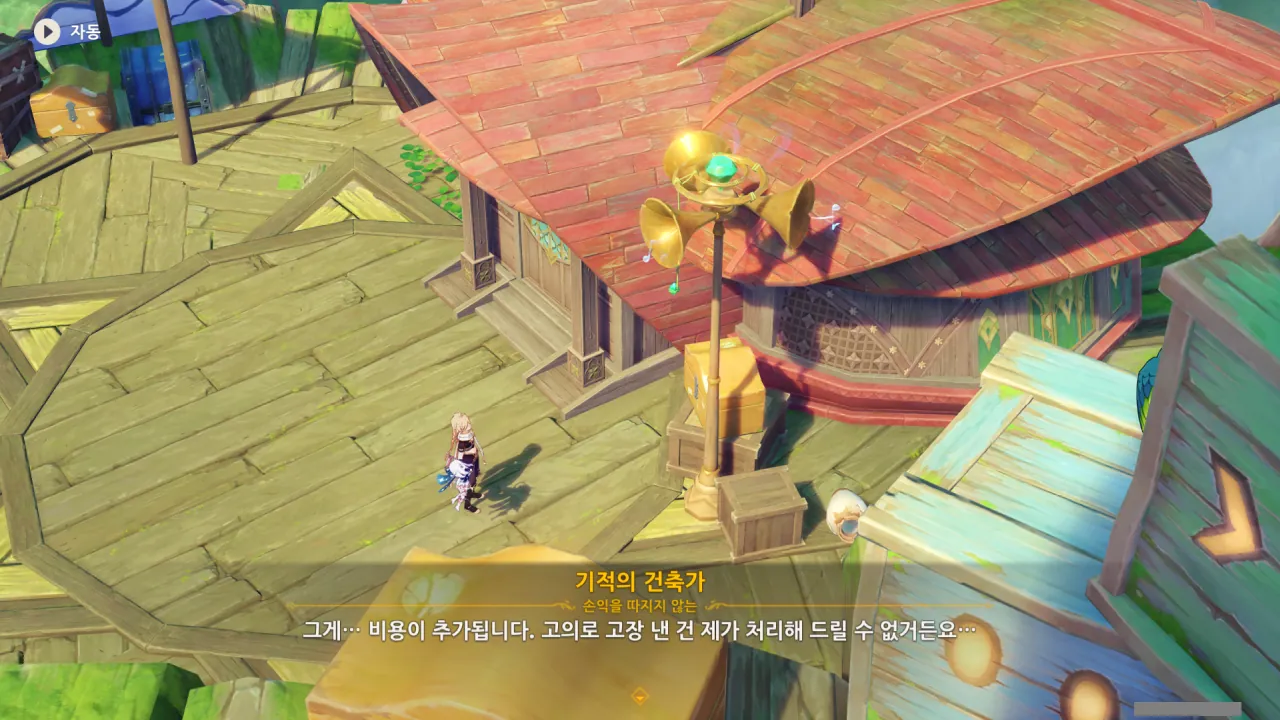 자동
기적의 건축가
손익을 따지지 않는
그게… 비용이 추가됩니다. 고의로 고장 낸 건 제가 처리해 드릴 수 없거든요…